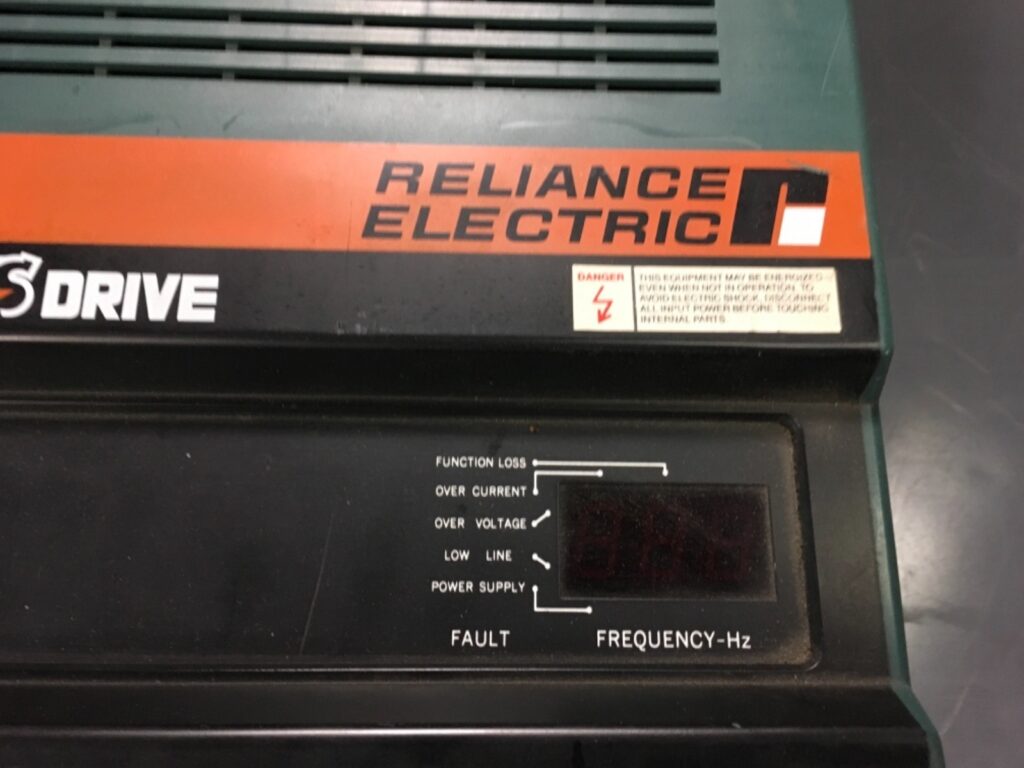 RELIANCE
ELECTRIC
S DRIVE
DANGER
THIS EQUIPMENT MAY BE ENERGIZED
EVEN WHEN NOT IN OPERATION. TO
AVOID ELECTRIC SHOCK, DISCONNECT
ALL INPUT POWER BEFORE TOUCHING
INTERNAL PARTS
FUNCTION LOSS
OVER CURRENT
OVER VOLTAGE
LOW LINE
POWER SUPPLY
FAULT
FREQUENCY-Hz